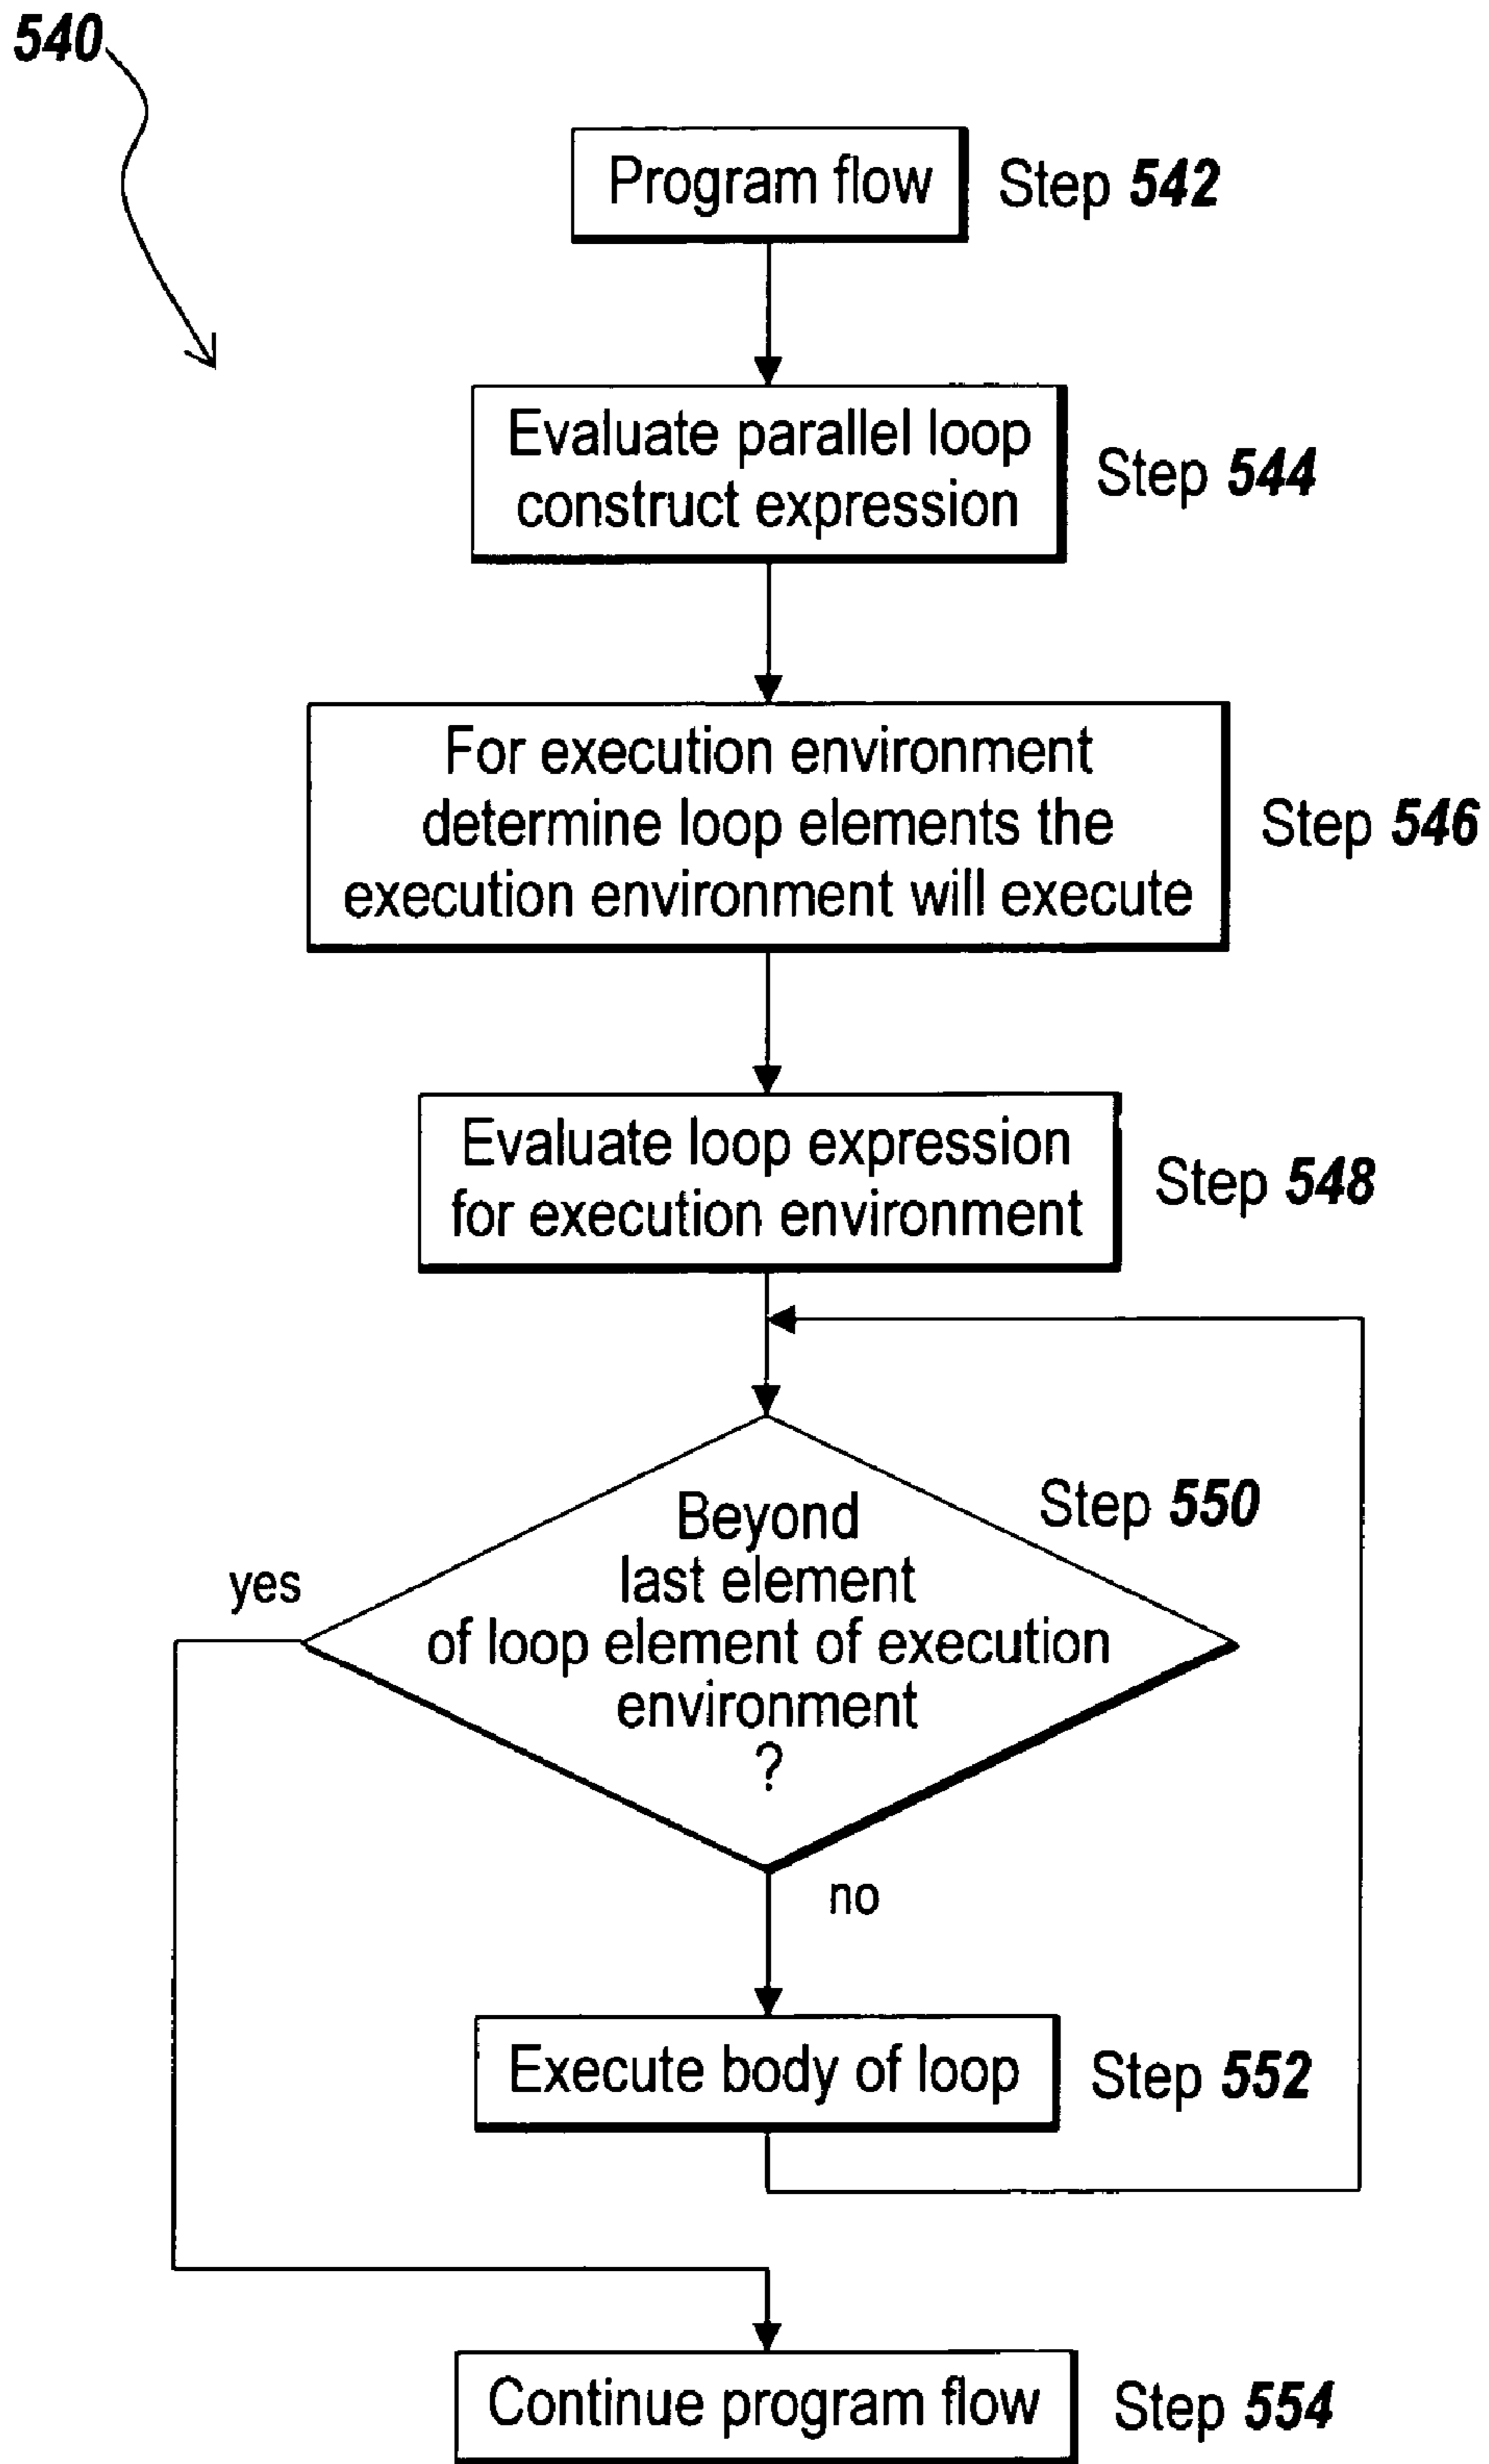 540
Program flow
Step 542
Evaluate parallel loop
construct expression
Step 544
For execution environment
determine loop elements the
execution environment will execute
Step 546
Evaluate loop expression
for execution environment
Step 548
Step 550
Beyond
last element
of loop element of execution
environment
?
yes
no
Execute body of loop
Step 552
Continue program flow
Step 554